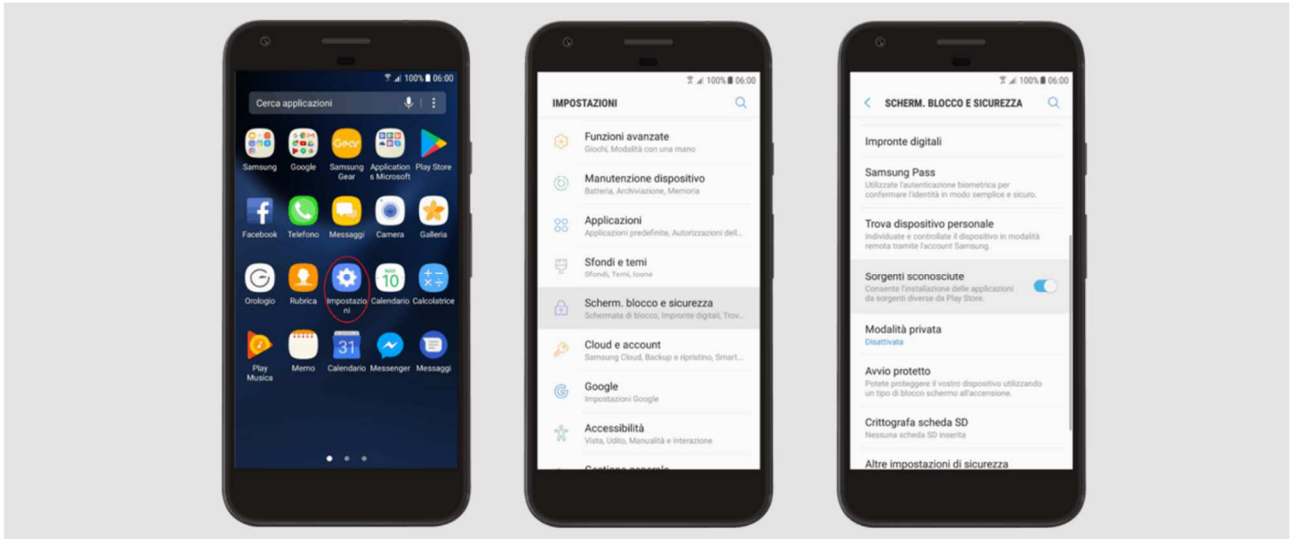 100% 06:00
Cerca applicazioni
Gear
Samsung
Google
Samsung
Gear
Application
s Microsoft
Play Store
Facebook
Telefono
Messaggi
Camera
Galleria
MAR
10
Orologio
Rubrica
Impostazio
ni
Calendario
Calcolatrice
31
Play
Musica
Memo
Calendario
Messenger
Messaggi
100% 06:00
IMPOSTAZIONI
Funzioni avanzate
Giochi, Modalità con una mano
Manutenzione dispositivo
Batteria, Archiviazione, Memoria
Applicazioni
Applicazioni predefinite, Autorizzazioni dell...
Sfondi e temi
Sfondi, Temi, Icone
Scherm. blocco e sicurezza
Schermata di blocco, Impronte digitali, Trov...
Cloud e account
Samsung Cloud, Backup e ripristino, Smart...
Google
Impostazioni Google
Accessibilità
Vista, Udito, Manualità e interazione
Gestione generale
100% 06:00
SCHERM. BLOCCO E SICUREZZA
Impronte digitali
Samsung Pass
Utilizzate l'autenticazione biometrica per
confermare l'identità in modo semplice e sicuro.
Trova dispositivo personale
Individuate e controllate il dispositivo in modalità
remota tramite l'account Samsung.
Sorgenti sconosciute
Consente l'installazione delle applicazioni
da sorgenti diverse da Play Store.
Modalità privata
Disattivata
Avvio protetto
Potete proteggere il vostro dispositivo utilizzando
un tipo di blocco schermo all'accensione.
Crittografa scheda SD
Nessuna scheda SD inserita
Altre impostazioni di sicurezza